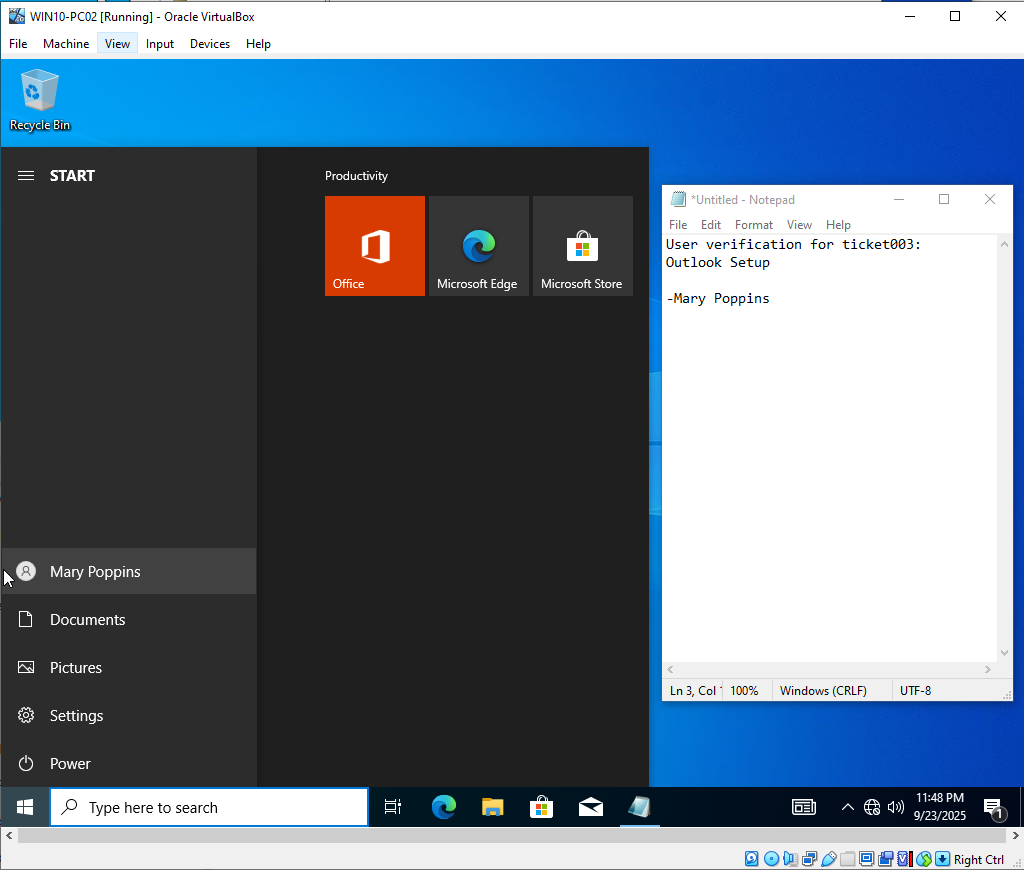 WIN10-PC02 [Running] - Oracle VirtualBox
File Machine View Input Devices Help
Recycle Bin
START
Productivity
Office
Microsoft Edge
Microsoft Store
Mary Poppins
Documents
Pictures
Settings
Power
*Untitled - Notepad
File Edit Format View Help
User verification for ticket003:
Outlook Setup
-Mary Poppins
Ln 3, Col 100% Windows (CRLF) UTF-8
Type here to search
11:48 PM
9/23/2025
1
Right Ctrl